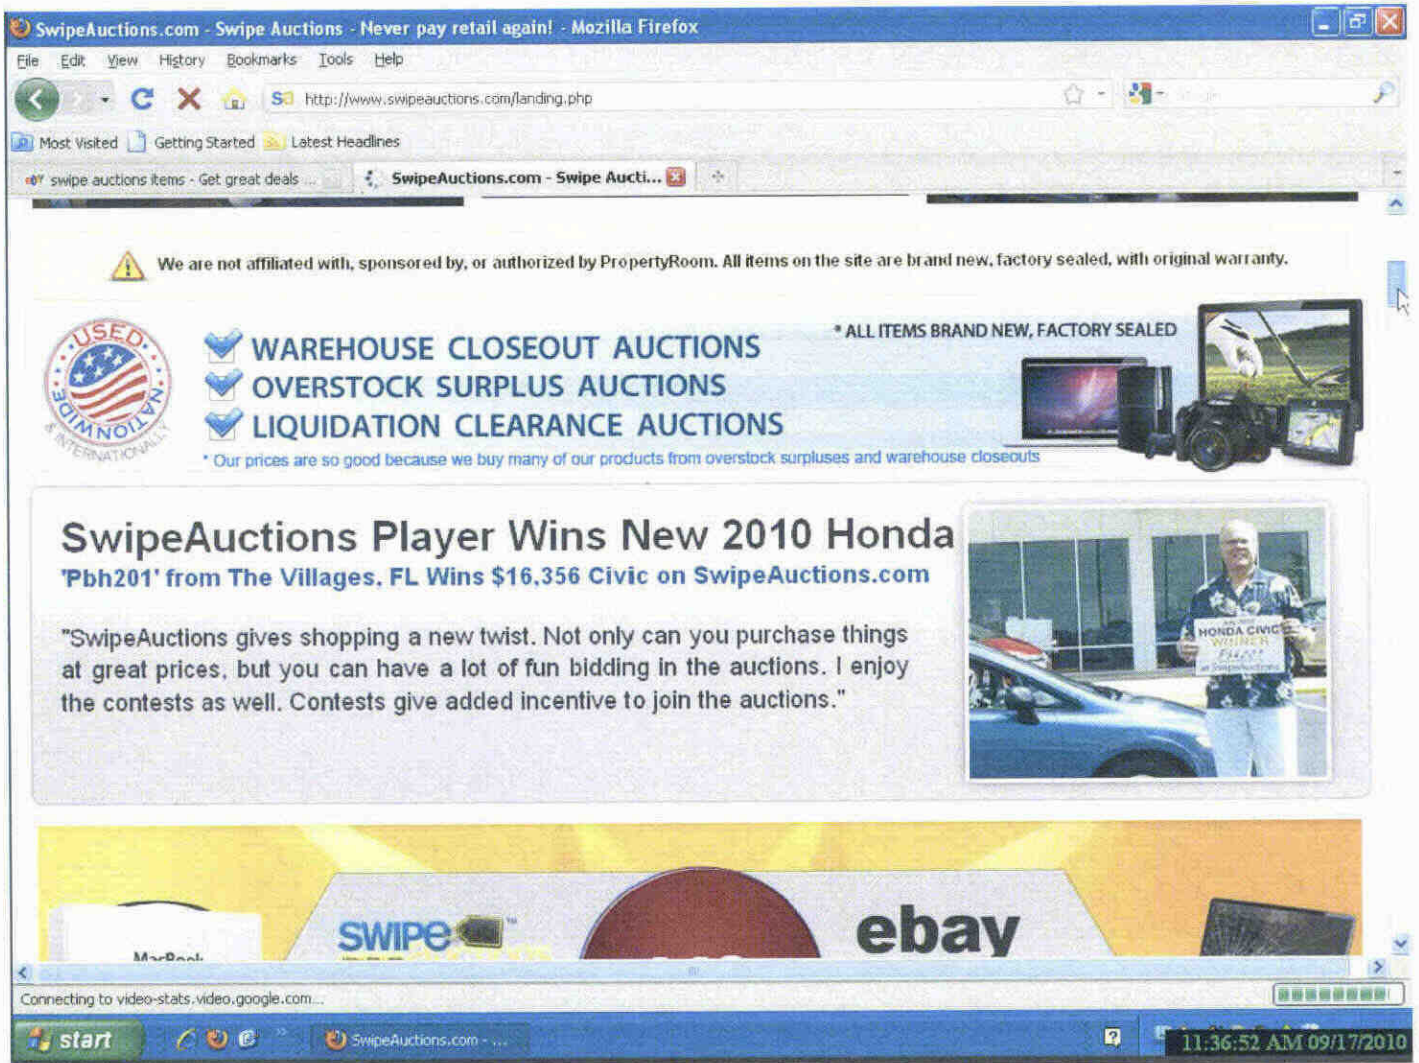 SwipeAuctions.com - Swipe Auctions - Never pay retail again! - Mozilla Firefox
File Edit View History Bookmarks Tools Help
http://www.swipeauctions.com/landing.php
Most Visited Getting Started Latest Headlines
swipe auctions items - Get great deals ... SwipeAuctions.com - Swipe Aucti...
We are not affiliated with, sponsored by, or authorized by PropertyRoom. All items on the site are brand new, factory sealed, with original warranty.
USED NATIONWIDE & INTERNATIONALLY
WAREHOUSE CLOSEOUT AUCTIONS
* ALL ITEMS BRAND NEW, FACTORY SEALED
OVERSTOCK SURPLUS AUCTIONS
LIQUIDATION CLEARANCE AUCTIONS
* Our prices are so good because we buy many of our products from overstock surpluses and warehouse closeouts
SwipeAuctions Player Wins New 2010 Honda
'Pbh201' from The Villages, FL Wins $16,356 Civic on SwipeAuctions.com
"SwipeAuctions gives shopping a new twist. Not only can you purchase things
at great prices, but you can have a lot of fun bidding in the auctions. I enjoy
the contests as well. Contests give added incentive to join the auctions."
HONDA CIVIC
WINNER
SWIPE
ebay
MacBook
Connecting to video-stats.video.google.com...
start SwipeAuctions.com - ...
11:36:52 AM 09/17/2010